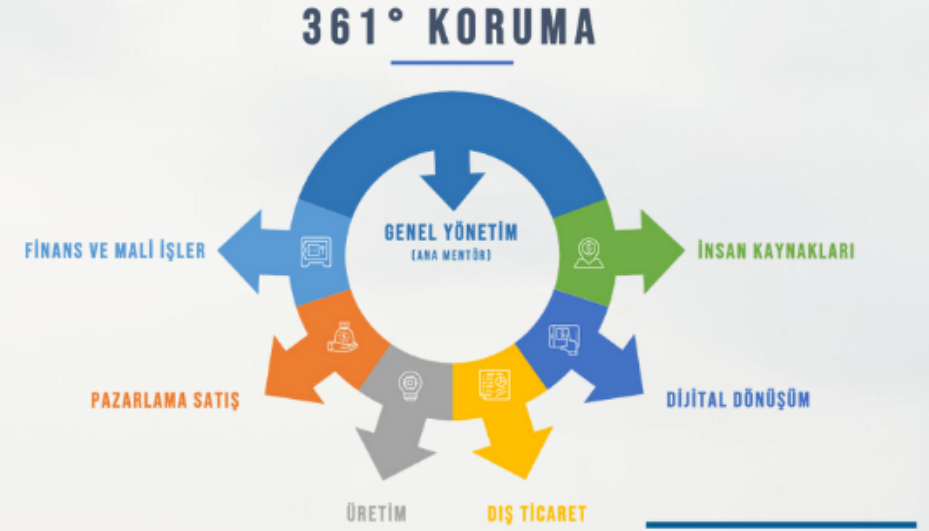 361° KORUMA
GENEL YÖNETİM
(ANA MENTÖR)
FİNANS VE MALİ İŞLER
İNSAN KAYNAKLARI
PAZARLAMA SATIŞ
DİJİTAL DÖNÜŞÜM
ÜRETİM
DIŞ TİCARET